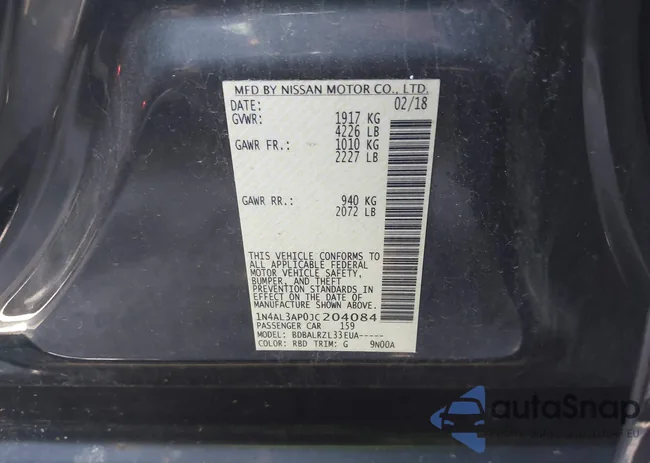 MFD BY NISSAN MOTOR CO., LTD.
DATE: 02/18
GVWR: 1917 KG
4226 LB
GAWR FR.: 1010 KG
2227 LB
GAWR RR.: 940 KG
2072 LB
THIS VEHICLE CONFORMS TO
ALL APPLICABLE FEDERAL
MOTOR VEHICLE SAFETY,
BUMPER, AND THEFT
PREVENTION STANDARDS IN
EFFECT ON THE DATE OF
MANUFACTURE SHOWN ABOVE.
1N4AL3AP0JC204084
PASSENGER CAR 159
MODEL: BDBALRZL33EUA-----
COLOR: RBD TRIM: G 9N00A
autoSnap